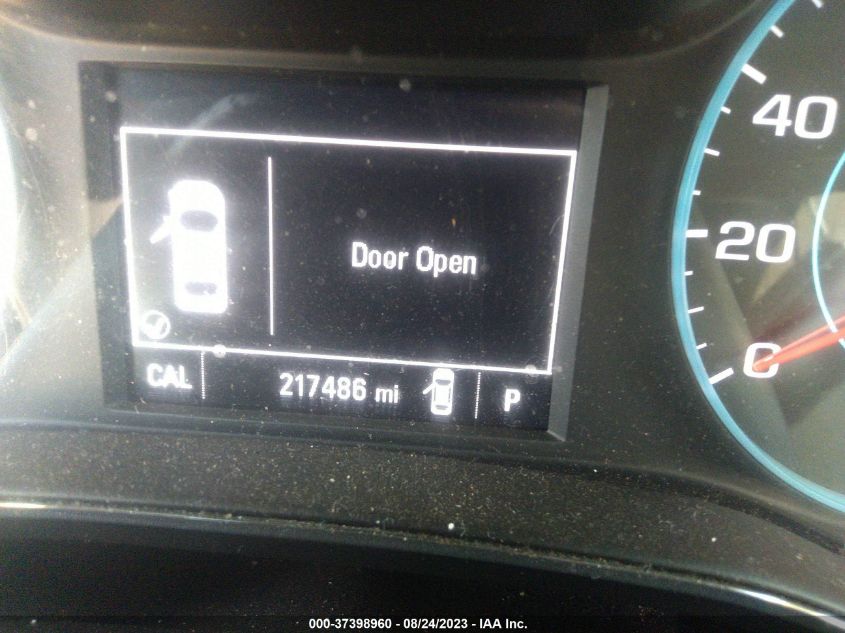 Door Open
CAL 217486 mi P
40
20
0
000-37398960 - 08/24/2023 - IAA Inc.